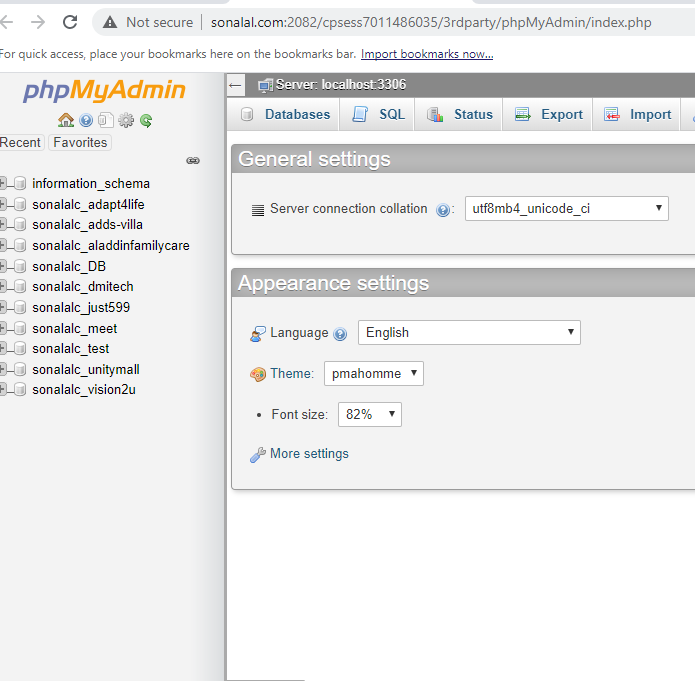 Not secure | sonalal.com:2082/cpsess7011486035/3rdparty/phpMyAdmin/index.php
For quick access, place your bookmarks here on the bookmarks bar. Import bookmarks now...
phpMyAdmin
Recent Favorites
information_schema
sonalalc_adapt4life
sonalalc_adds-villa
sonalalc_aladdinfamilycare
sonalalc_DB
sonalalc_dmitech
sonalalc_just599
sonalalc_meet
sonalalc_test
sonalalc_unitymall
sonalalc_vision2u
Server: localhost:3306
Databases SQL Status Export Import
General settings
Server connection collation : utf8mb4_unicode_ci
Appearance settings
Language English
Theme: pmahomme
• Font size: 82%
More settings